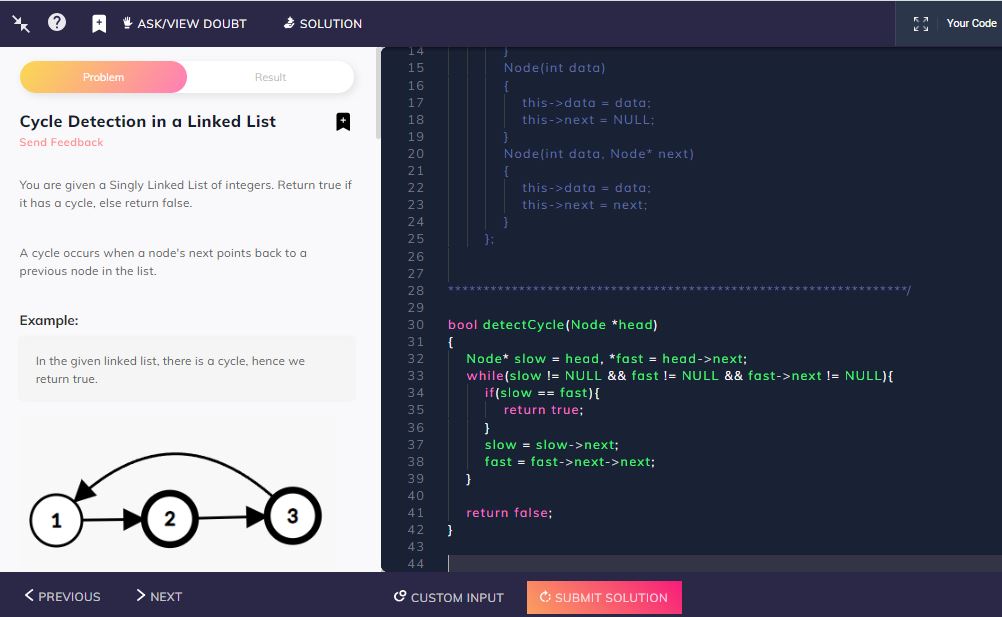 ASK/VIEW DOUBT
SOLUTION
Your Code
Problem
Result
Cycle Detection in a Linked List
Send Feedback
You are given a Singly Linked List of integers. Return true if
it has a cycle, else return false.
A cycle occurs when a node's next points back to a
previous node in the list.
Example:
In the given linked list, there is a cycle, hence we
return true.
1
2
3
14 }
15 Node(int data)
16 {
17 this->data = data;
18 this->next = NULL;
19 }
20 Node(int data, Node* next)
21 {
22 this->data = data;
23 this->next = next;
24 }
25 };
26
27
28 *****************************************************************/
29
30 bool detectCycle(Node *head)
31 {
32 Node* slow = head, *fast = head->next;
33 while(slow != NULL && fast != NULL && fast->next != NULL){
34 if(slow == fast){
35 return true;
36 }
37 slow = slow->next;
38 fast = fast->next->next;
39 }
40
41 return false;
42 }
43
44
PREVIOUS
NEXT
CUSTOM INPUT
SUBMIT SOLUTION